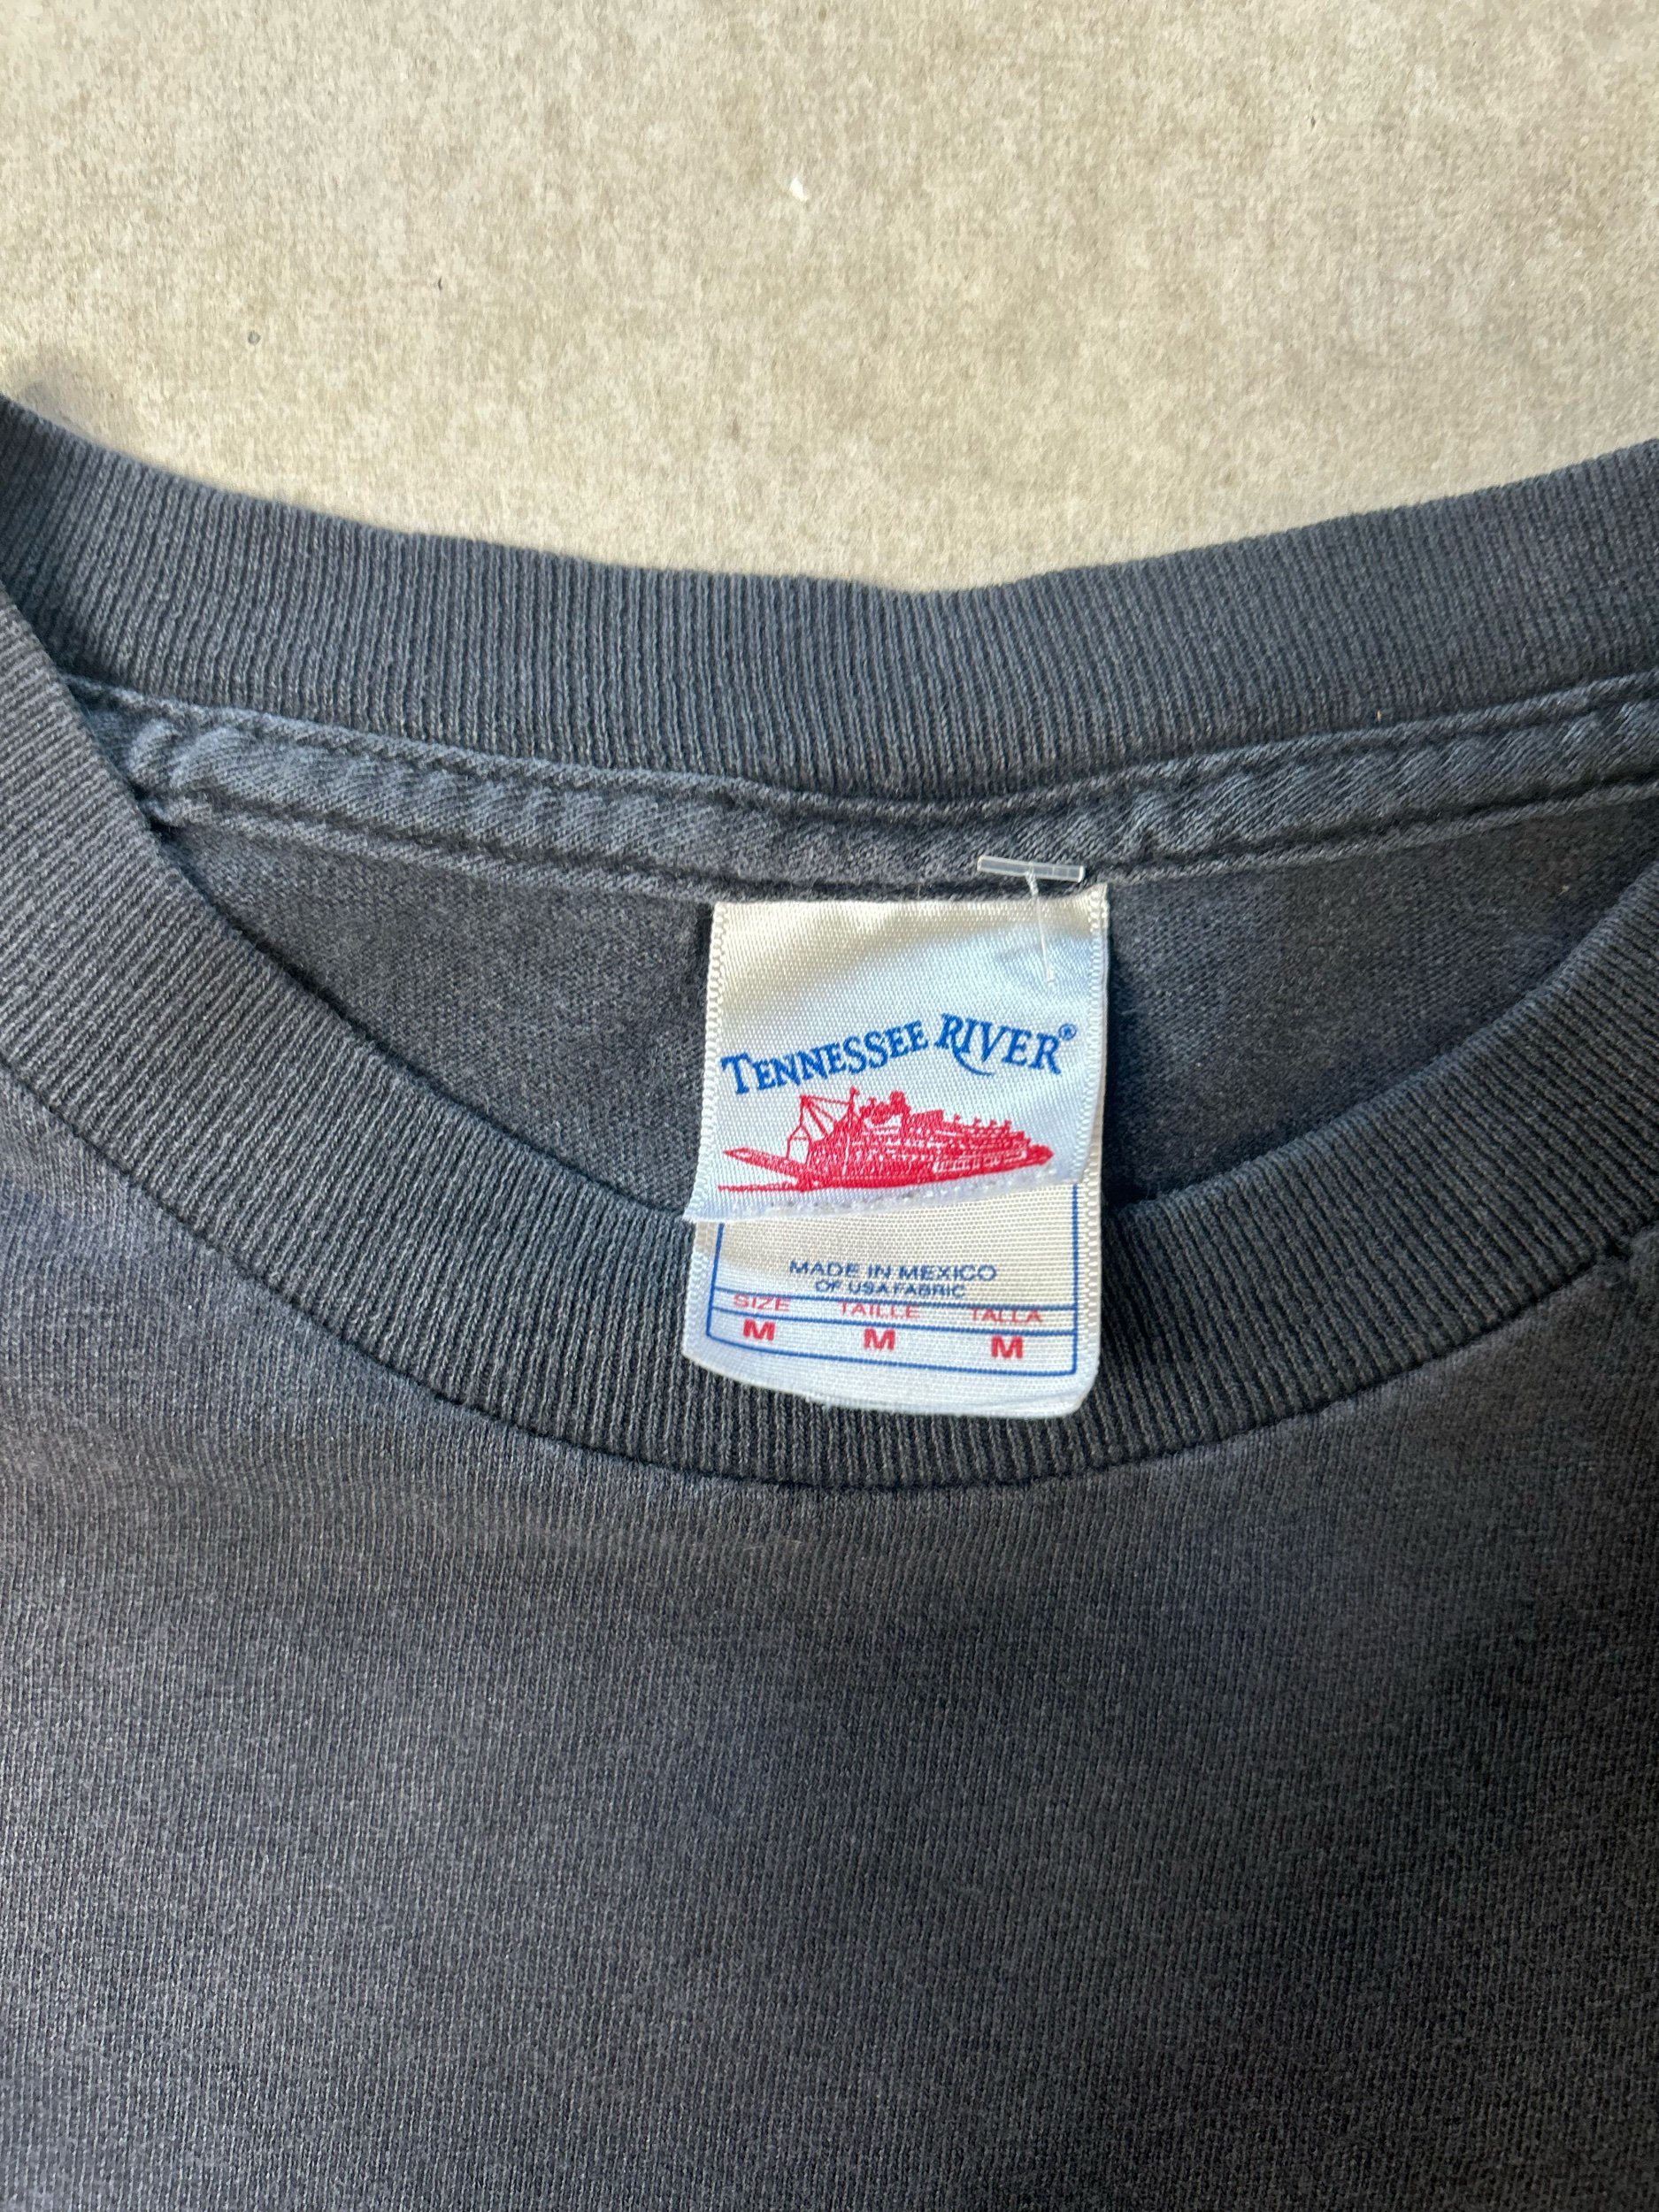 TENNESSEE RIVER®
MADE IN MEXICO
OF USA FABRIC
SIZE TAILLE TALLA
M M M